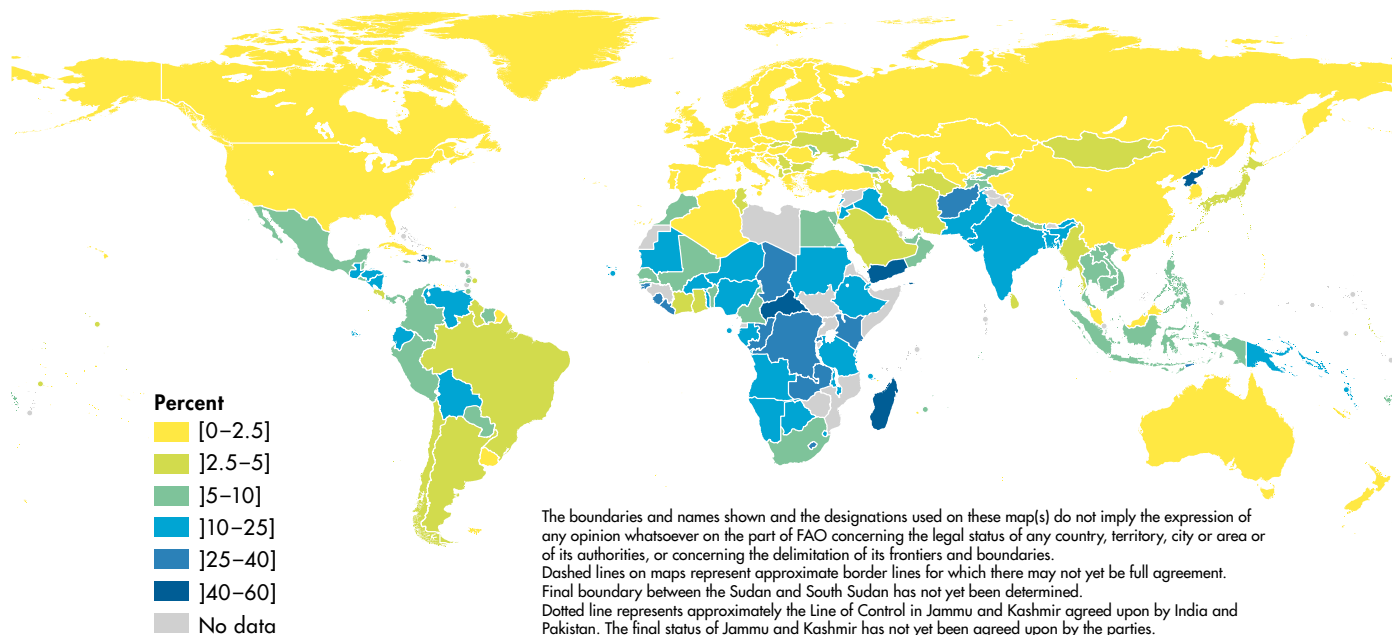 Percent
[0–2.5]
]2.5–5]
]5–10]
]10–25]
]25–40]
]40–60]
No data
The boundaries and names shown and the designations used on these map(s) do not imply the expression of
any opinion whatsoever on the part of FAO concerning the legal status of any country, territory, city or area or
of its authorities, or concerning the delimitation of its frontiers and boundaries.
Dashed lines on maps represent approximate border lines for which there may not yet be full agreement.
Final boundary between the Sudan and South Sudan has not yet been determined.
Dotted line represents approximately the Line of Control in Jammu and Kashmir agreed upon by India and
Pakistan. The final status of Jammu and Kashmir has not yet been agreed upon by the parties.